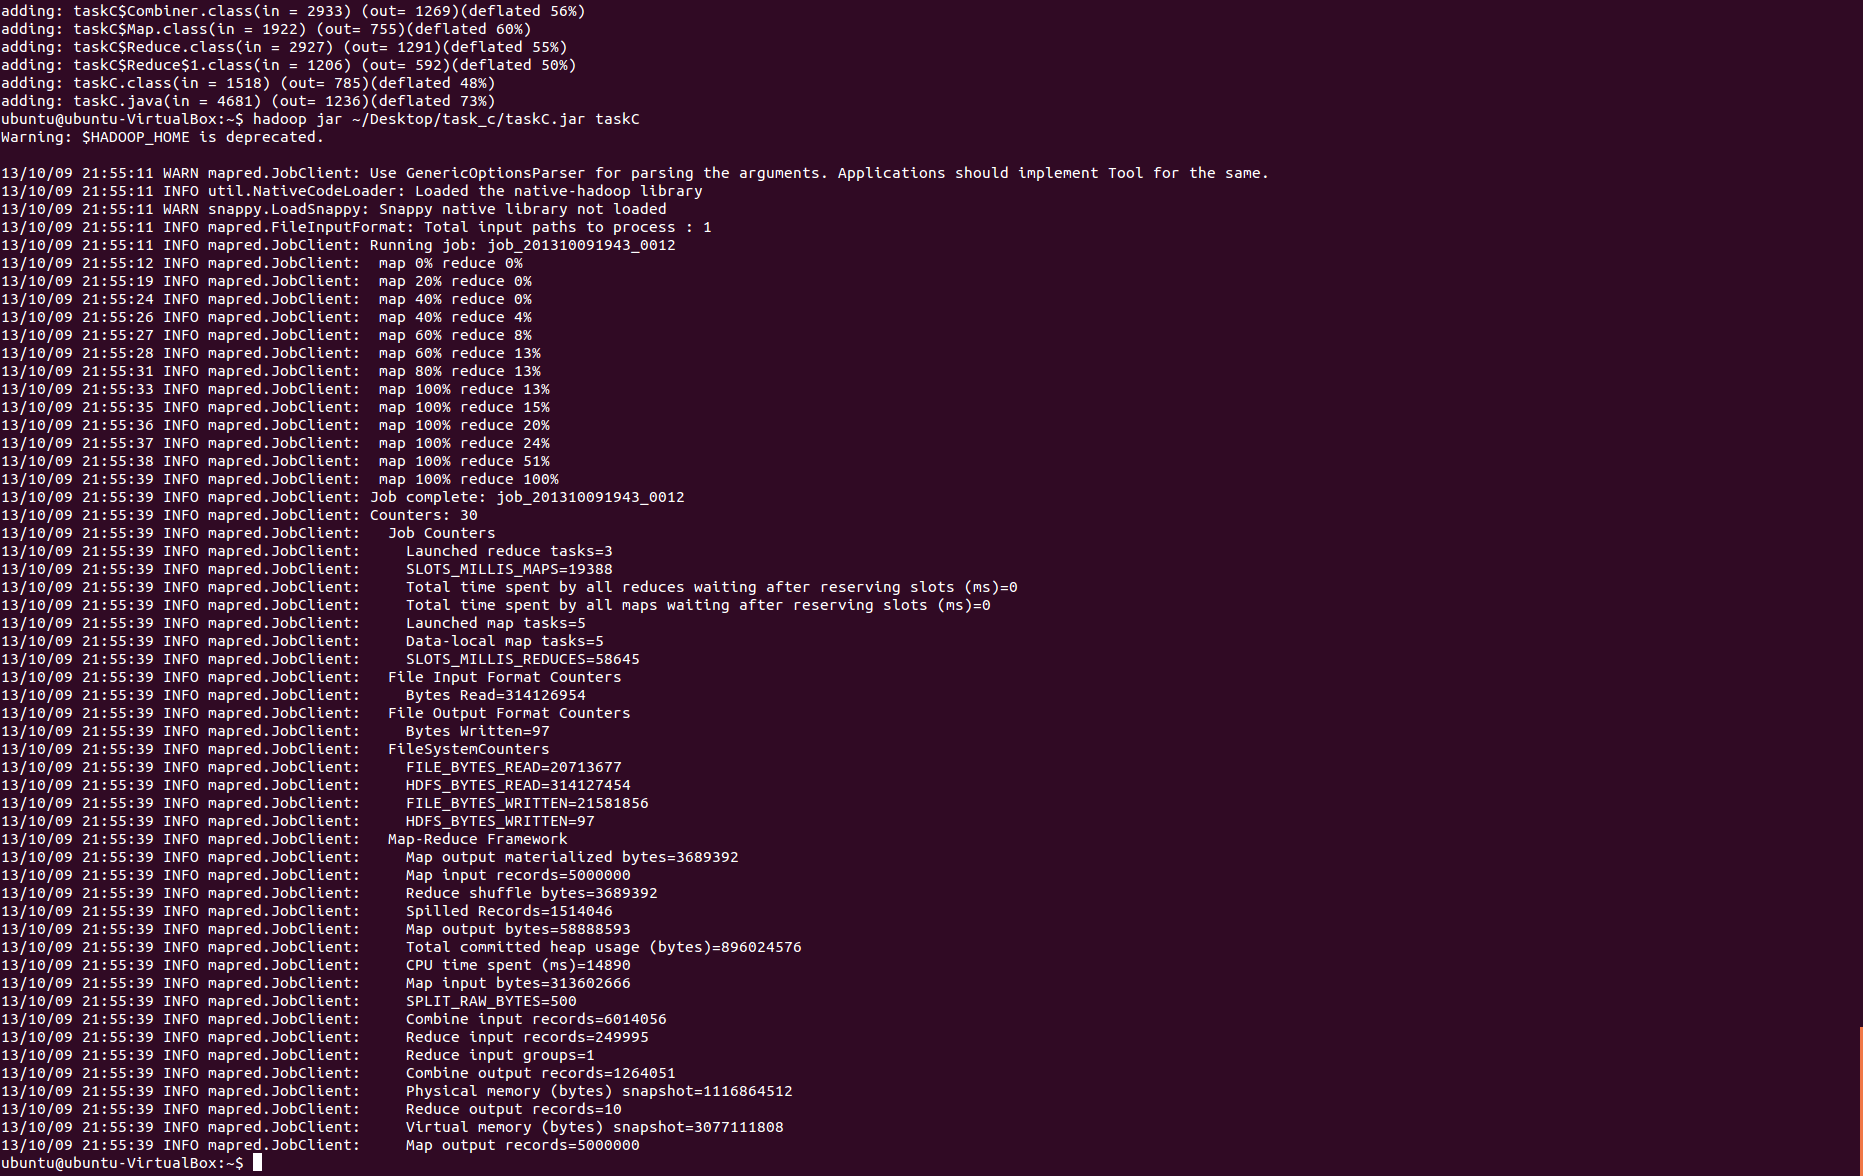 adding: taskC$Combiner.class(in = 2933) (out= 1269)(deflated 56%)
adding: taskC$Map.class(in = 1922) (out= 755)(deflated 60%)
adding: taskC$Reduce.class(in = 2927) (out= 1291)(deflated 55%)
adding: taskC$Reduce$1.class(in = 1206) (out= 592)(deflated 50%)
adding: taskC.class(in = 1518) (out= 785)(deflated 48%)
adding: taskC.java(in = 4681) (out= 1236)(deflated 73%)
ubuntu@ubuntu-VirtualBox:~$ hadoop jar ~/Desktop/task_c/taskC.jar taskC
Warning: $HADOOP_HOME is deprecated.

13/10/09 21:55:11 WARN mapred.JobClient: Use GenericOptionsParser for parsing the arguments. Applications should implement Tool for the same.
13/10/09 21:55:11 INFO util.NativeCodeLoader: Loaded the native-hadoop library
13/10/09 21:55:11 WARN snappy.LoadSnappy: Snappy native library not loaded
13/10/09 21:55:11 INFO mapred.FileInputFormat: Total input paths to process : 1
13/10/09 21:55:11 INFO mapred.JobClient: Running job: job_201310091943_0012
13/10/09 21:55:12 INFO mapred.JobClient:  map 0% reduce 0%
13/10/09 21:55:19 INFO mapred.JobClient:  map 20% reduce 0%
13/10/09 21:55:24 INFO mapred.JobClient:  map 40% reduce 0%
13/10/09 21:55:26 INFO mapred.JobClient:  map 40% reduce 4%
13/10/09 21:55:27 INFO mapred.JobClient:  map 60% reduce 8%
13/10/09 21:55:28 INFO mapred.JobClient:  map 60% reduce 13%
13/10/09 21:55:31 INFO mapred.JobClient:  map 80% reduce 13%
13/10/09 21:55:33 INFO mapred.JobClient:  map 100% reduce 13%
13/10/09 21:55:35 INFO mapred.JobClient:  map 100% reduce 15%
13/10/09 21:55:36 INFO mapred.JobClient:  map 100% reduce 20%
13/10/09 21:55:37 INFO mapred.JobClient:  map 100% reduce 24%
13/10/09 21:55:38 INFO mapred.JobClient:  map 100% reduce 51%
13/10/09 21:55:39 INFO mapred.JobClient:  map 100% reduce 100%
13/10/09 21:55:39 INFO mapred.JobClient: Job complete: job_201310091943_0012
13/10/09 21:55:39 INFO mapred.JobClient: Counters: 30
13/10/09 21:55:39 INFO mapred.JobClient:   Job Counters
13/10/09 21:55:39 INFO mapred.JobClient:     Launched reduce tasks=3
13/10/09 21:55:39 INFO mapred.JobClient:     SLOTS_MILLIS_MAPS=19388
13/10/09 21:55:39 INFO mapred.JobClient:     Total time spent by all reduces waiting after reserving slots (ms)=0
13/10/09 21:55:39 INFO mapred.JobClient:     Total time spent by all maps waiting after reserving slots (ms)=0
13/10/09 21:55:39 INFO mapred.JobClient:     Launched map tasks=5
13/10/09 21:55:39 INFO mapred.JobClient:     Data-local map tasks=5
13/10/09 21:55:39 INFO mapred.JobClient:     SLOTS_MILLIS_REDUCES=58645
13/10/09 21:55:39 INFO mapred.JobClient:   File Input Format Counters
13/10/09 21:55:39 INFO mapred.JobClient:     Bytes Read=314126954
13/10/09 21:55:39 INFO mapred.JobClient:   File Output Format Counters
13/10/09 21:55:39 INFO mapred.JobClient:     Bytes Written=97
13/10/09 21:55:39 INFO mapred.JobClient:   FileSystemCounters
13/10/09 21:55:39 INFO mapred.JobClient:     FILE_BYTES_READ=20713677
13/10/09 21:55:39 INFO mapred.JobClient:     HDFS_BYTES_READ=314127454
13/10/09 21:55:39 INFO mapred.JobClient:     FILE_BYTES_WRITTEN=21581856
13/10/09 21:55:39 INFO mapred.JobClient:     HDFS_BYTES_WRITTEN=97
13/10/09 21:55:39 INFO mapred.JobClient:   Map-Reduce Framework
13/10/09 21:55:39 INFO mapred.JobClient:     Map output materialized bytes=3689392
13/10/09 21:55:39 INFO mapred.JobClient:     Map input records=5000000
13/10/09 21:55:39 INFO mapred.JobClient:     Reduce shuffle bytes=3689392
13/10/09 21:55:39 INFO mapred.JobClient:     Spilled Records=1514046
13/10/09 21:55:39 INFO mapred.JobClient:     Map output bytes=58888593
13/10/09 21:55:39 INFO mapred.JobClient:     Total committed heap usage (bytes)=896024576
13/10/09 21:55:39 INFO mapred.JobClient:     CPU time spent (ms)=14890
13/10/09 21:55:39 INFO mapred.JobClient:     Map input bytes=313602666
13/10/09 21:55:39 INFO mapred.JobClient:     SPLIT_RAW_BYTES=500
13/10/09 21:55:39 INFO mapred.JobClient:     Combine input records=6014056
13/10/09 21:55:39 INFO mapred.JobClient:     Reduce input records=249995
13/10/09 21:55:39 INFO mapred.JobClient:     Reduce input groups=1
13/10/09 21:55:39 INFO mapred.JobClient:     Combine output records=1264051
13/10/09 21:55:39 INFO mapred.JobClient:     Physical memory (bytes) snapshot=1116864512
13/10/09 21:55:39 INFO mapred.JobClient:     Reduce output records=10
13/10/09 21:55:39 INFO mapred.JobClient:     Virtual memory (bytes) snapshot=3077111808
13/10/09 21:55:39 INFO mapred.JobClient:     Map output records=5000000
ubuntu@ubuntu-VirtualBox:~$